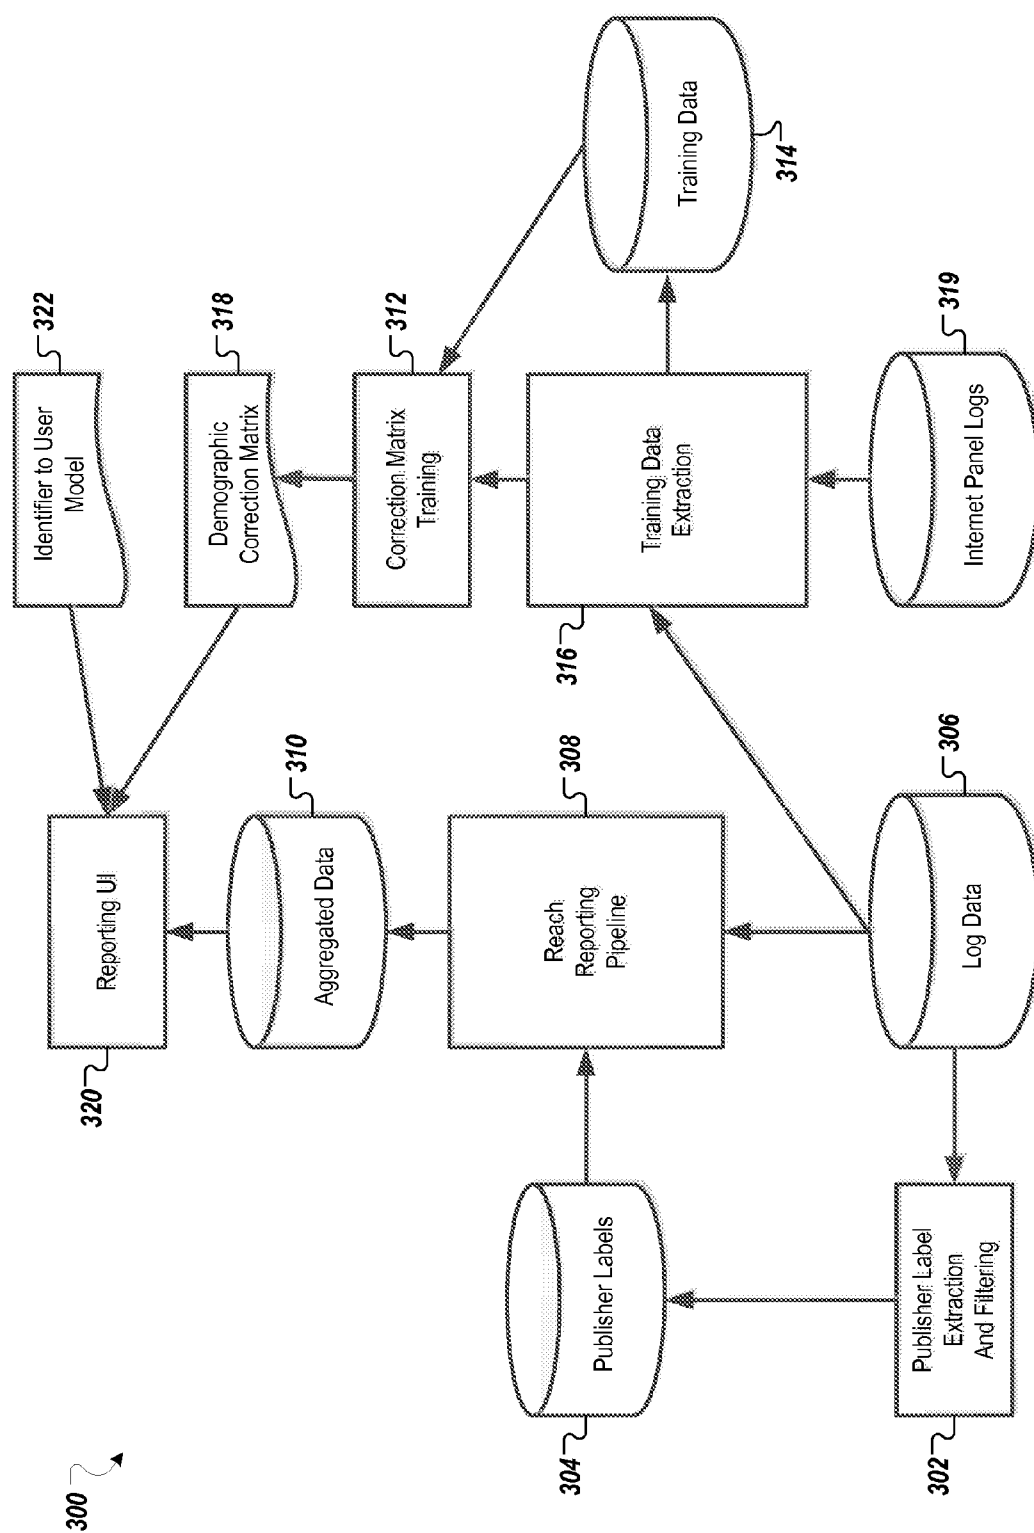 300
302
Publisher Label
Extraction
And Filtering
304
Publisher Labels
320
Reporting UI
310
Aggregated Data
308
Reach
Reporting
Pipeline
306
Log Data
322
Identifier to User
Model
318
Demographic
Correction Matrix
312
Correction Matrix
Training
316
Training Data
Extraction
319
Internet Panel Logs
314
Training Data